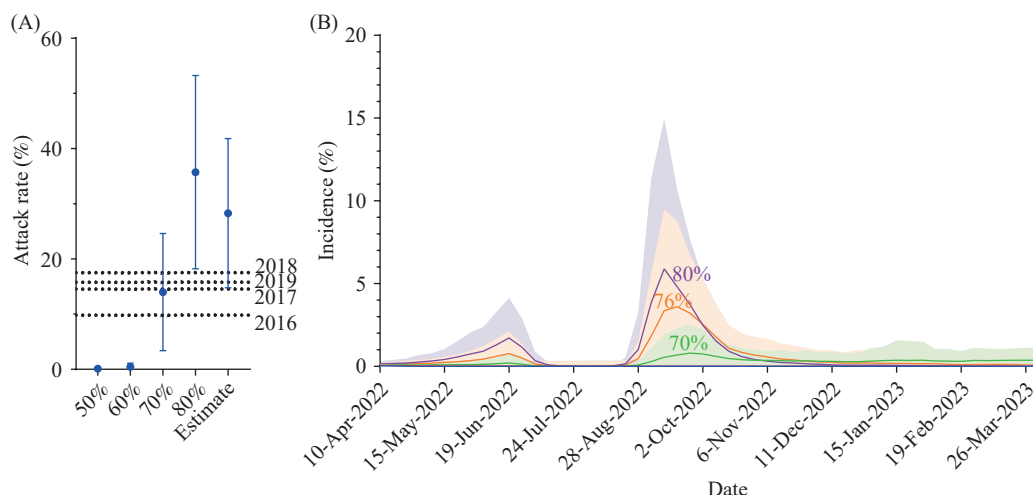 (A)
60
40
20
0
Attack rate (%)
2018
2019
2017
2016
50%
60%
70%
80%
Estimate
(B)
20
15
10
5
0
Incidence (%)
80%
76%
70%
10-Apr-2022
15-May-2022
19-Jun-2022
24-Jul-2022
28-Aug-2022
2-Oct-2022
6-Nov-2022
11-Dec-2022
15-Jan-2023
19-Feb-2023
26-Mar-2023
Date